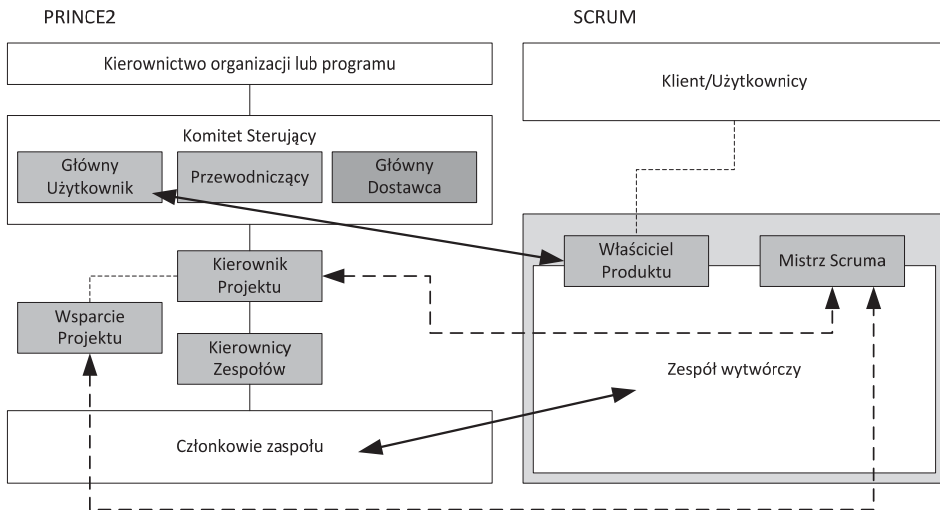 PRINCE2
Kierownictwo organizacji lub programu
Komitet Sterujący
Główny
Użytkownik
Przewodniczący
Główny
Dostawca
Kierownik
Projektu
Wsparcie
Projektu
Kierownicy
Zespołów
Członkowie zaspołu
SCRUM
Klient/Użytkownicy
Właściciel
Produktu
Mistrz Scruma
Zespół wytwórczy